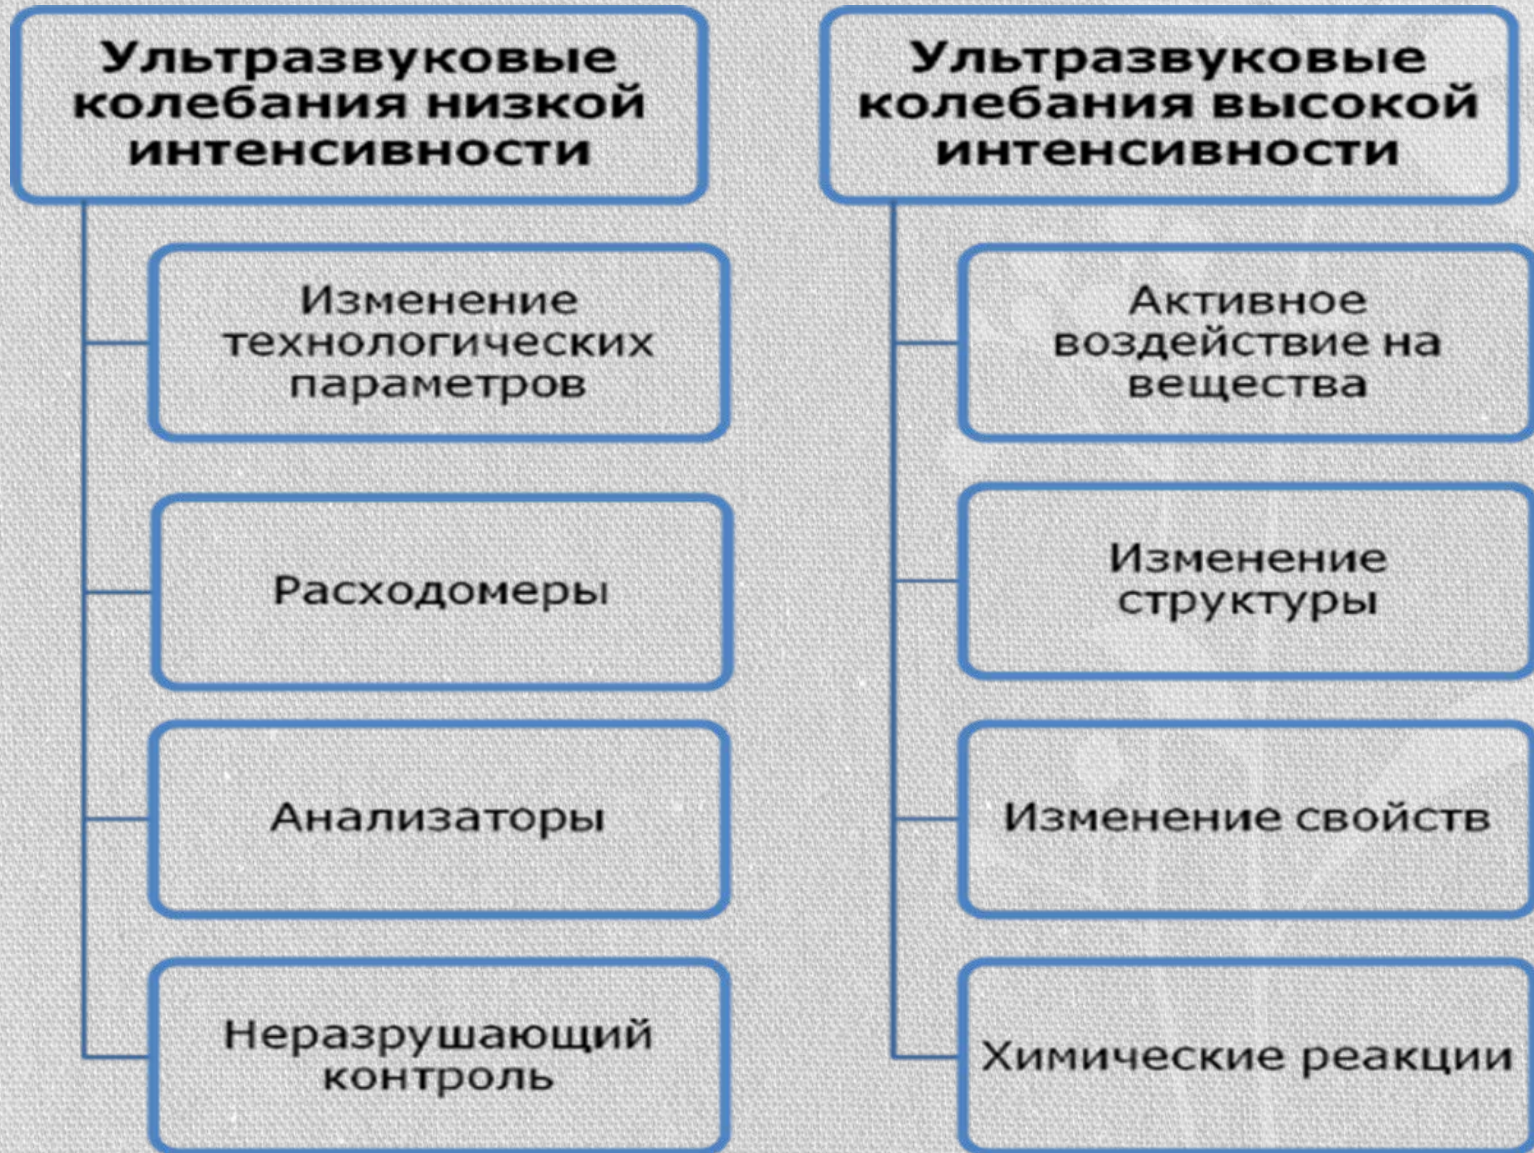 Ультразвуковые
колебания низкой
интенсивности
Изменение
технологических
параметров
Расходомеры
Анализаторы
Неразрушающий
контроль
Ультразвуковые
колебания высокой
интенсивности
Активное
воздействие на
вещества
Изменение
структуры
Изменение свойств
Химические реакции